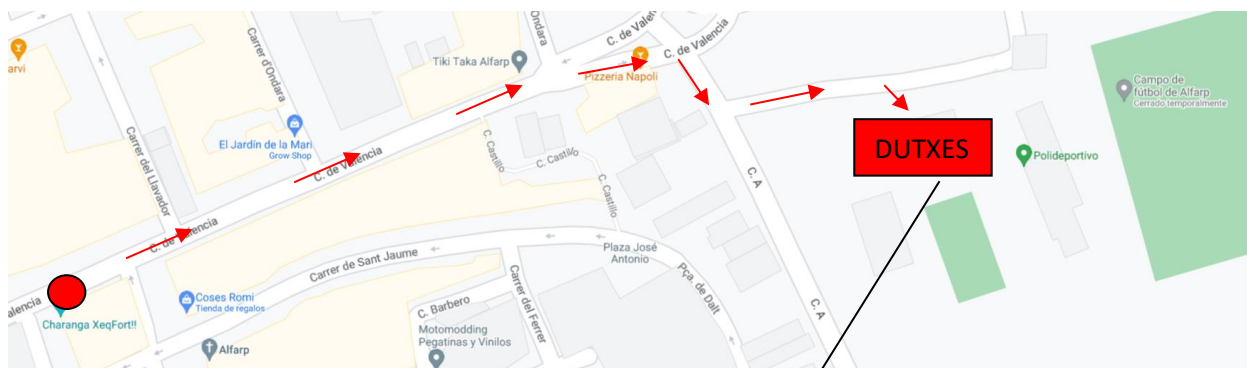 arvi
Carrer del Llavador
Carrer d'Ondara
El Jardín de la Mari
Grow Shop
Tiki Taka Alfarp
Ondara
C. de Valen
C. de Valencia
Pizzeria Napoli
C. de Valencia
C. de Valencia
alencia
Charanga XeqFort!!
Coses Romi
Tienda de regalos
Alfarp
Carrer de Sant Jaume
C. Castillo
C. Castillo
C. Castillo
Plaza José
Antonio
Pça. de Dalt
C. Barbero
Carrer del Ferrer
Motomodding
Pegatinas y Vinilos
C. A
C. A
DUTXES
Polideportivo
Campo de
fútbol de Alfarp
Cerrado temporalmente